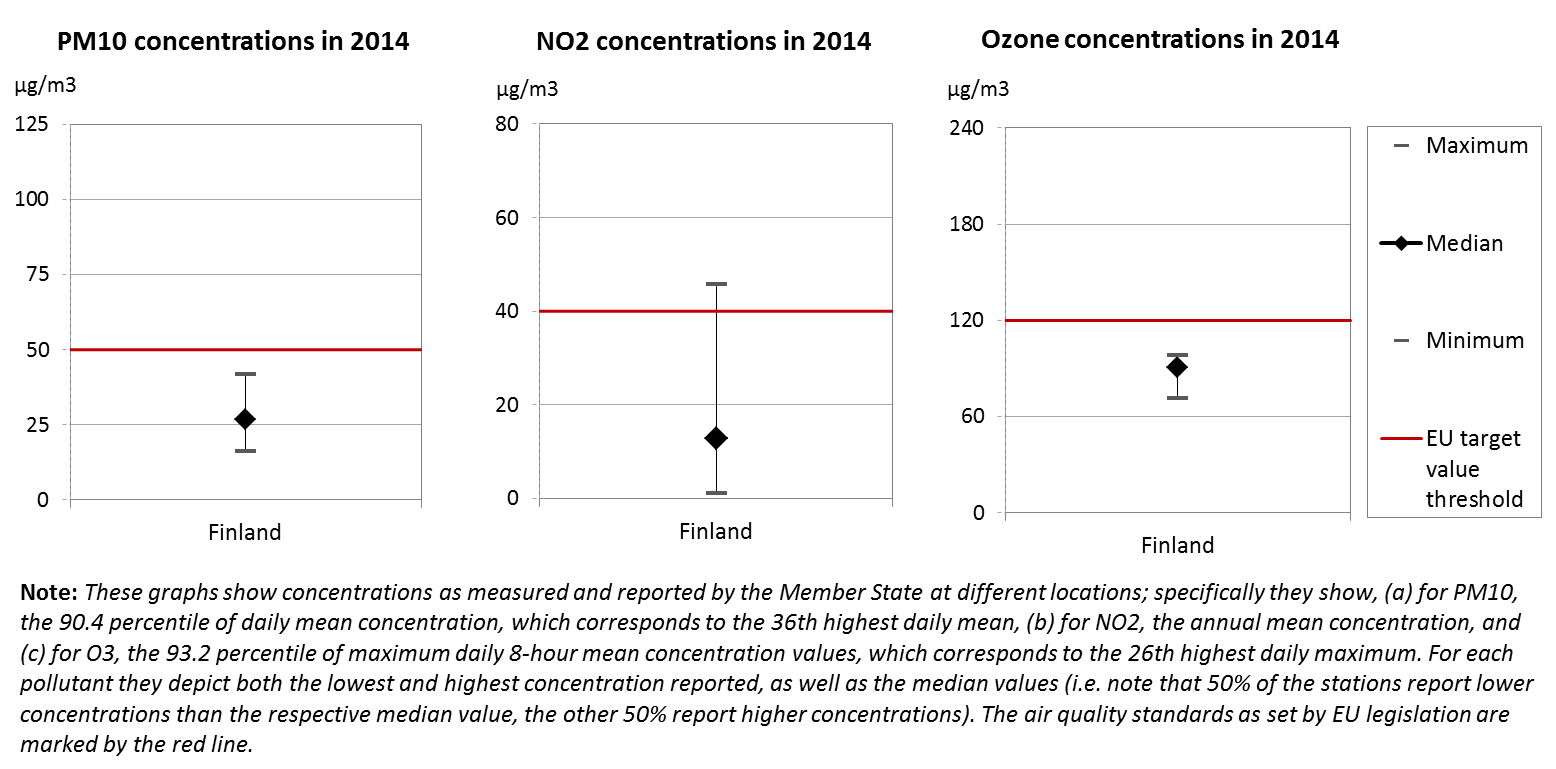 PM10 concentrations in 2014
µg/m3
125
100
75
50
25
0
Finland
NO2 concentrations in 2014
µg/m3
80
60
40
20
0
Finland
Ozone concentrations in 2014
µg/m3
240
180
120
60
0
Finland
Maximum
Median
Minimum
EU target
value
threshold
Note: These graphs show concentrations as measured and reported by the Member State at different locations; specifically they show, (a) for PM10,
the 90.4 percentile of daily mean concentration, which corresponds to the 36th highest daily mean, (b) for NO2, the annual mean concentration, and
(c) for O3, the 93.2 percentile of maximum daily 8-hour mean concentration values, which corresponds to the 26th highest daily maximum. For each
pollutant they depict both the lowest and highest concentration reported, as well as the median values (i.e. note that 50% of the stations report lower
concentrations than the respective median value, the other 50% report higher concentrations). The air quality standards as set by EU legislation are
marked by the red line.